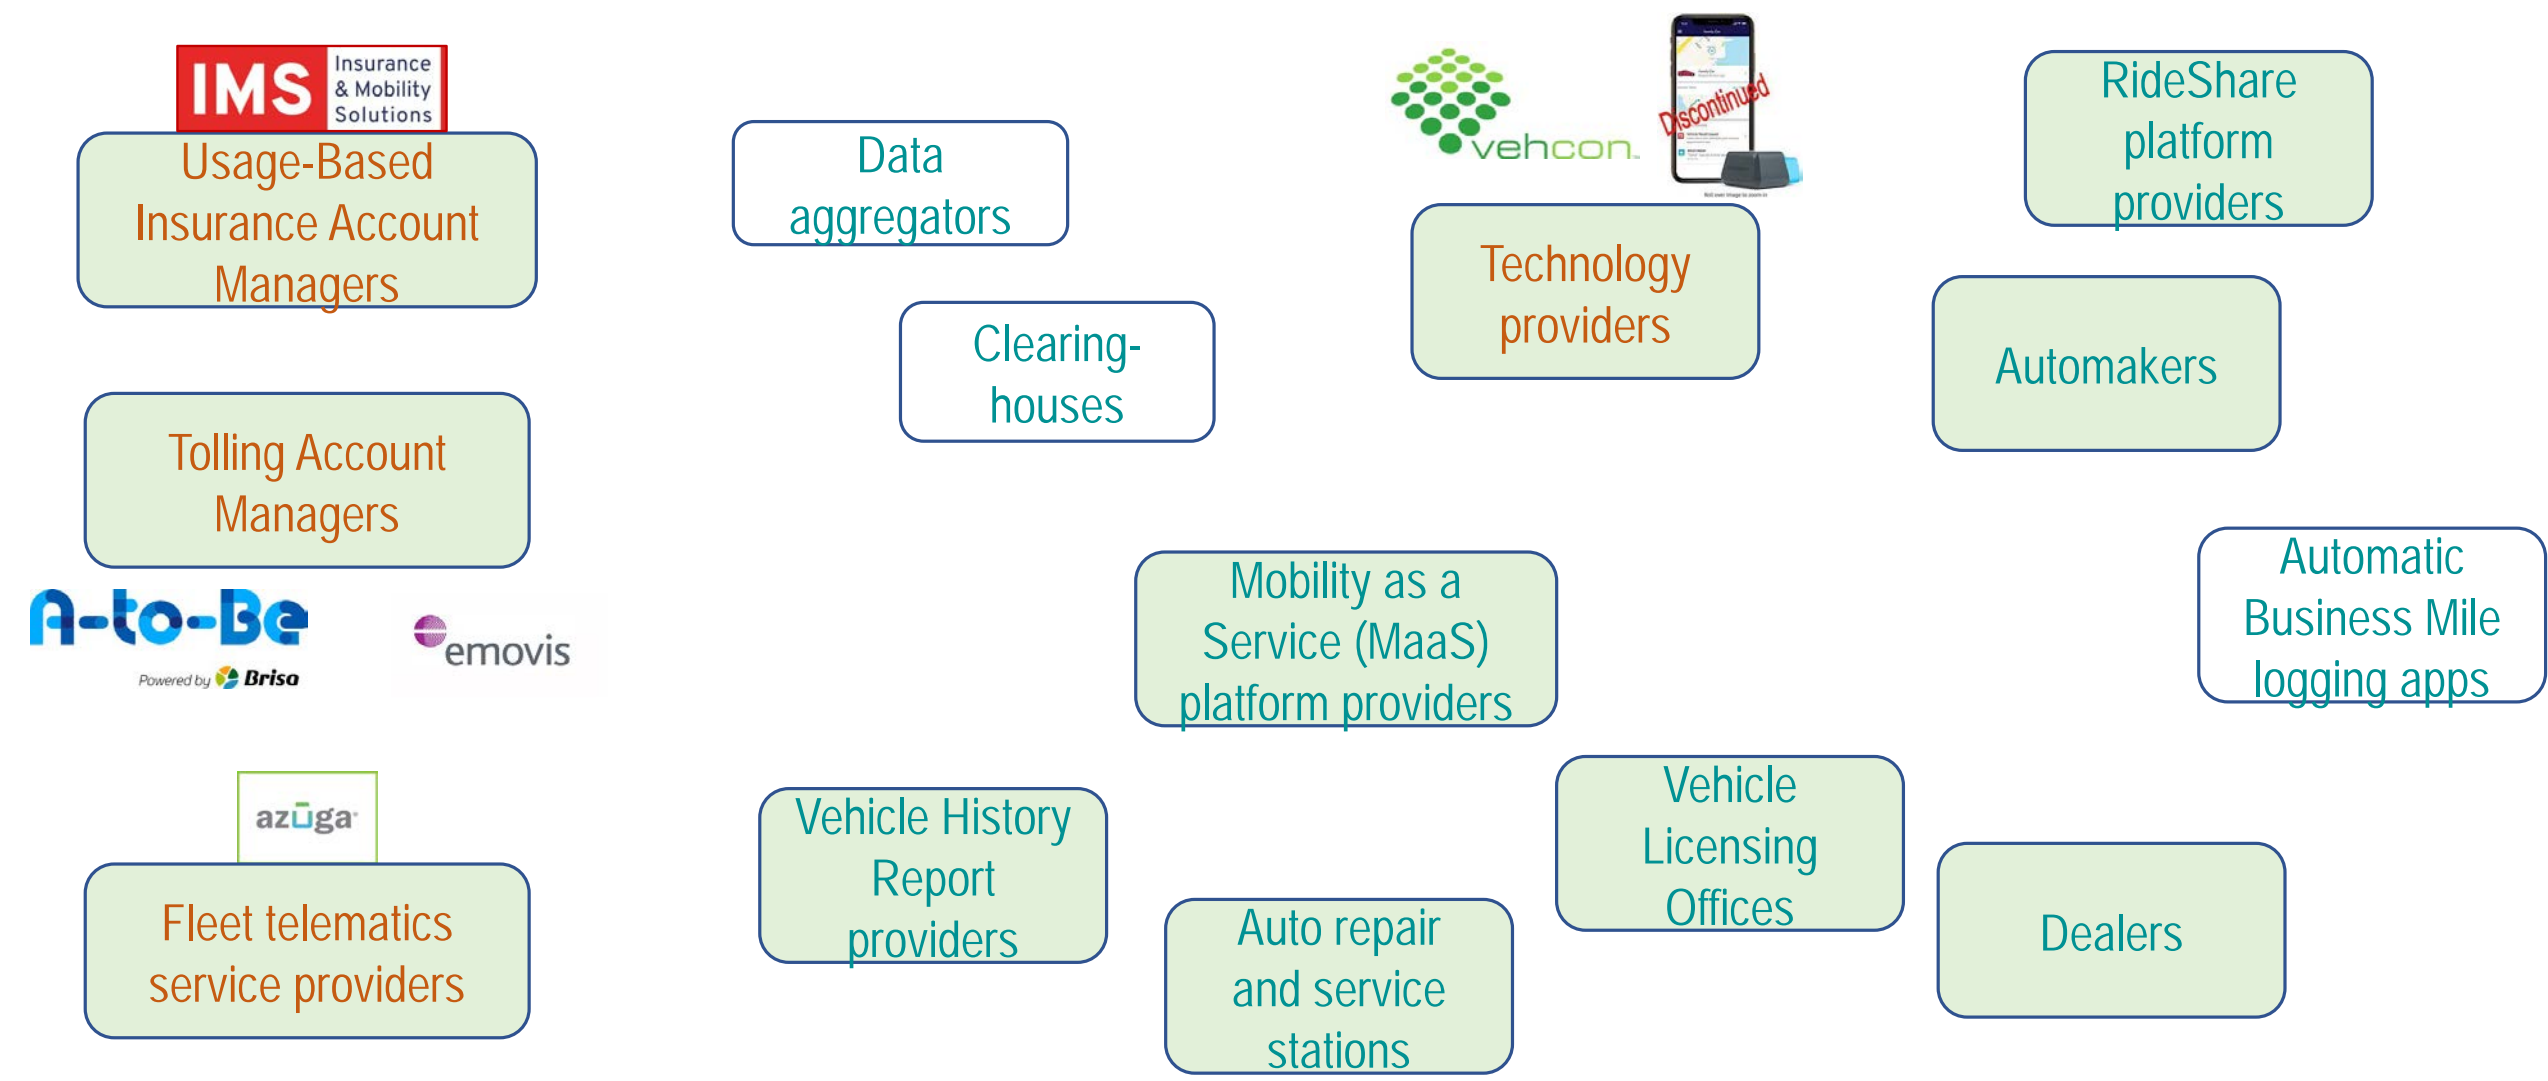 IMS
Insurance
& Mobility
Solutions
Usage-Based
Insurance Account
Managers
Data
aggregators
vehcon
Discontinued
Technology
providers
RideShare
platform
providers
Clearing-
houses
Automakers
Tolling Account
Managers
A-to-Be
Powered by Brisa
emovis
Mobility as a
Service (MaaS)
platform providers
Automatic
Business Mile
logging apps
azūga
Fleet telematics
service providers
Vehicle History
Report
providers
Auto repair
and service
stations
Vehicle
Licensing
Offices
Dealers